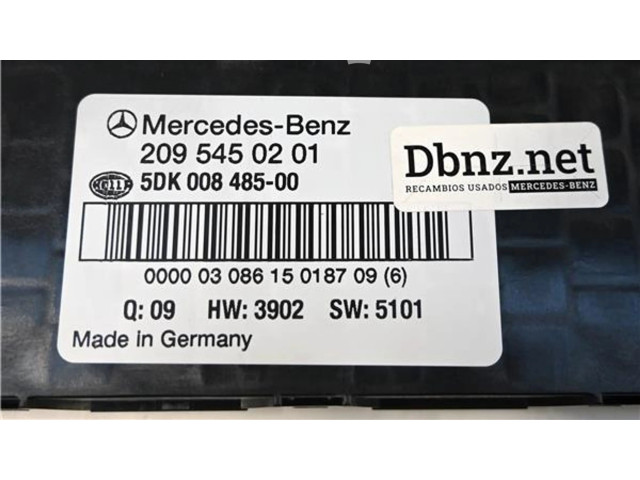 Mercedes-Benz
209 545 02 01
HELLA 5DK 008 485-00
Dbnz.net
RECAMBIOS USADOS MERCEDES-BENZ
0000 03 086 15 0187 09 (6)
Q: 09 HW: 3902 SW: 5101
Made in Germany